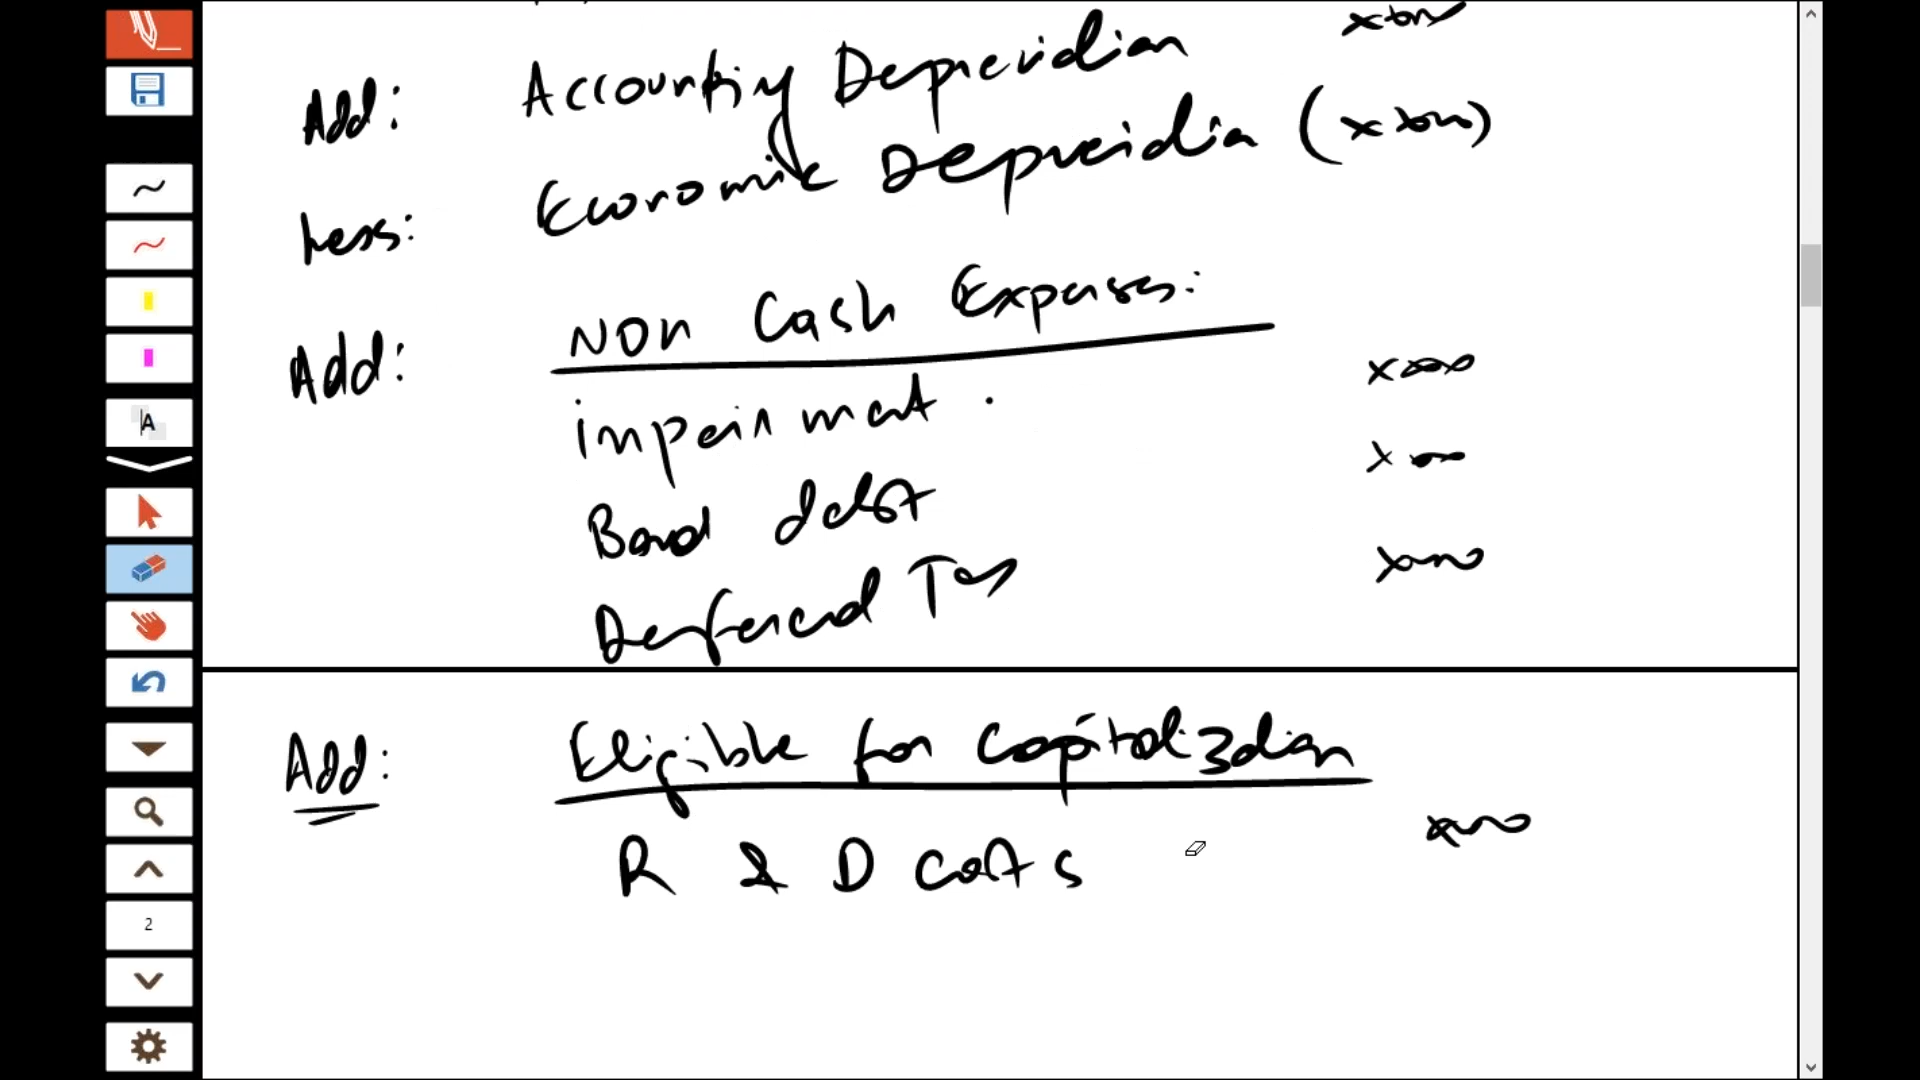 Add: Accounting Depreciation xxx
Less: Economic Depreciation (xxx)
Add: Non Cash Expenses:
impairment. xxx
Bad debt xxx
Deferred Tax xxx
Add: Eligible for Capitalization
R & D Costs xxx
A
2